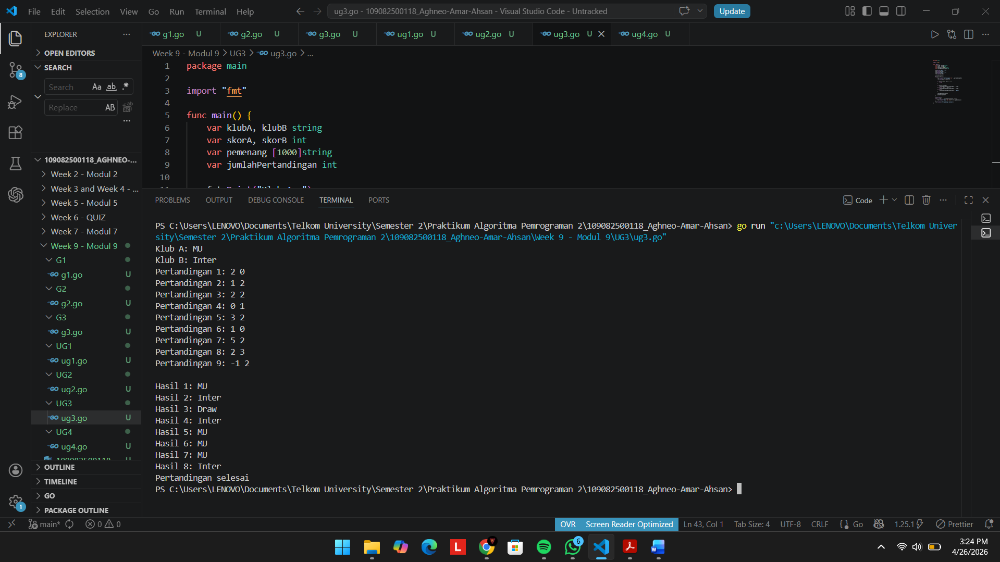 File Edit Selection View Go Run Terminal Help
ug3.go - 109082500118_Aghneo-Amar-Ahsan - Visual Studio Code - Untracked
Update
EXPLORER
g1.go U
g2.go U
g3.go U
ug1.go U
ug2.go U
ug3.go U
ug4.go U
OPEN EDITORS
SEARCH
Search Aa ab .*
Replace AB
8
Week 9 - Modul 9 > UG3 > ug3.go > ...
1 package main
2
3 import "fmt"
4
5 func main() {
6 var klubA, klubB string
7 var skorA, skorB int
8 var pemenang [1000]string
9 var jumlahPertandingan int
10
109082500118_AGHNEO-...
Week 2 - Modul 2
Week 3 and Week 4 - ...
Week 5 - Modul 5
Week 6 - QUIZ
Week 7 - Modul 7
Week 9 - Modul 9
G1
g1.go U
G2
g2.go U
G3
g3.go U
UG1
ug1.go U
UG2
ug2.go U
UG3
ug3.go U
UG4
ug4.go U
OUTLINE
TIMELINE
GO
PACKAGE OUTLINE
PROBLEMS OUTPUT DEBUG CONSOLE TERMINAL PORTS
Code
PS C:\Users\LENOVO\Documents\Telkom University\Semester 2\Praktikum Algoritma Pemrograman 2\109082500118_Aghneo-Amar-Ahsan> go run "c:\Users\LENOVO\Documents\Telkom Univer
sity\Semester 2\Praktikum Algoritma Pemrograman 2\109082500118_Aghneo-Amar-Ahsan\Week 9 - Modul 9\UG3\ug3.go"
Klub A: MU
Klub B: Inter
Pertandingan 1: 2 0
Pertandingan 2: 1 2
Pertandingan 3: 2 2
Pertandingan 4: 0 1
Pertandingan 5: 3 2
Pertandingan 6: 1 0
Pertandingan 7: 5 2
Pertandingan 8: 2 3
Pertandingan 9: -1 2
Hasil 1: MU
Hasil 2: Inter
Hasil 3: Draw
Hasil 4: Inter
Hasil 5: MU
Hasil 6: MU
Hasil 7: MU
Hasil 8: Inter
Pertandingan selesai
PS C:\Users\LENOVO\Documents\Telkom University\Semester 2\Praktikum Algoritma Pemrograman 2\109082500118_Aghneo-Amar-Ahsan>
1
main* 0 0
OVR Screen Reader Optimized Ln 43, Col 1 Tab Size: 4 UTF-8 CRLF {} Go 1.25.1 Prettier
L
6
3:24 PM
4/26/2026